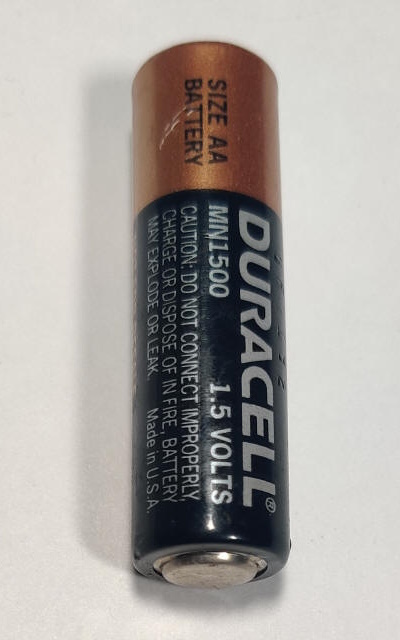 SIZE AA
BATTERY
DURACELL®
MN1500 1.5 VOLTS
CAUTION: DO NOT CONNECT IMPROPERLY,
CHARGE OR DISPOSE OF IN FIRE, BATTERY
MAY EXPLODE OR LEAK. Made in U.S.A.